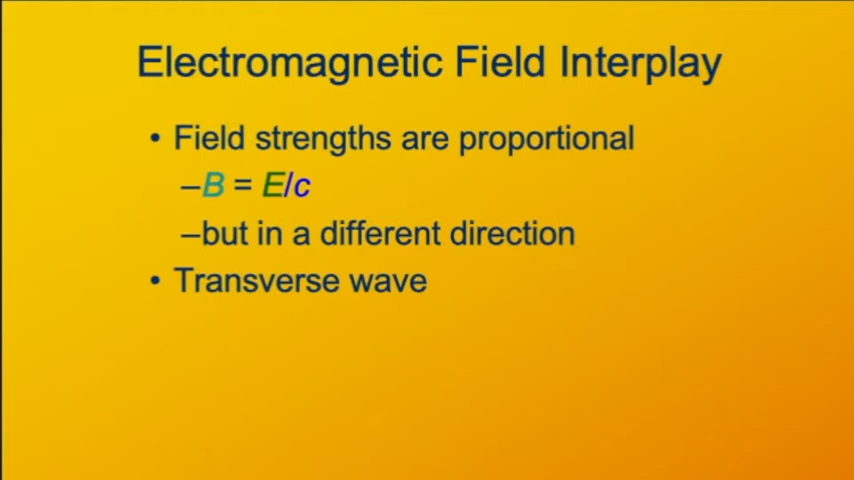 Electromagnetic Field Interplay
• Field strengths are proportional
–B = E/c
–but in a different direction
• Transverse wave